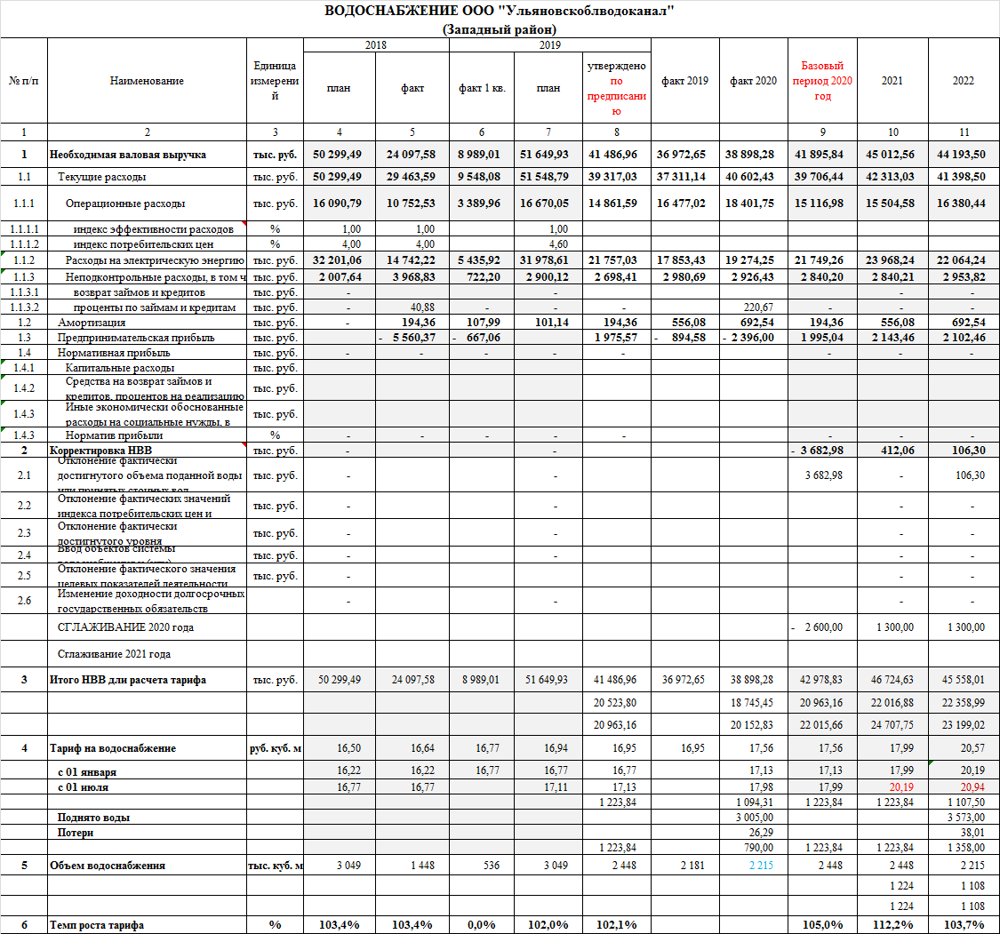 ВОДОСНАБЖЕНИЕ ООО "Ульяновскоблводоканал"
(Западный район)
№ п/п Наименование Единица измерени й 2018 2019 факт 2019 факт 2020 Базовый период 2020 год 2021 2022
план факт факт 1 кв. план утверждено по предписани ю
1 2 3 4 5 6 7 8 9 10 11
1 Необходимая валовая выручка тыс. руб. 50 299,49 24 097,58 8 989,01 51 649,93 41 486,96 36 972,65 38 898,28 41 895,84 45 012,56 44 193,50
1.1 Текущие расходы тыс. руб. 50 299,49 29 463,59 9 548,08 51 548,79 39 317,03 37 311,14 40 602,43 39 706,44 42 313,03 41 398,50
1.1.1 Операционные расходы тыс. руб. 16 090,79 10 752,53 3 389,96 16 670,05 14 861,59 16 477,02 18 401,75 15 116,98 15 504,58 16 380,44
1.1.1.1 индекс эффективности расходов % 1,00 1,00 1,00
1.1.1.2 индекс потребительских цен % 4,00 4,00 4,60
1.1.2 Расходы на электрическую энергию тыс. руб. 32 201,06 14 742,22 5 435,92 31 978,61 21 757,03 17 853,43 19 274,25 21 749,26 23 968,24 22 064,24
1.1.3 Неподконтрольные расходы, в том ч тыс. руб. 2 007,64 3 968,83 722,20 2 900,12 2 698,41 2 980,69 2 926,43 2 840,20 2 840,21 2 953,82
1.1.3.1 возврат займов и кредитов тыс. руб. - - - -
1.1.3.2 проценты по займам и кредитам тыс. руб. - 40,88 - - - 220,67 - - -
1.2 Амортизация тыс. руб. - 194,36 107,99 101,14 194,36 556,08 692,54 194,36 556,08 692,54
1.3 Предпринимательская прибыль тыс. руб. - 5 560,37 - 667,06 1 975,57 - 894,58 - 2 396,00 1 995,04 2 143,46 2 102,46
1.4 Нормативная прибыль тыс. руб. - - - - - - - -
1.4.1 Капитальные расходы тыс. руб.
1.4.2 Средства на возврат займов и тыс. руб.
кредитов, процентов на реализацию
1.4.3 Иные экономически обоснованные тыс. руб.
расходы на социальные нужды, в
1.4.3 Норматив прибыли % - - - - - - - -
2 Корректировка НВВ тыс. руб. - - - 3 682,98 412,06 106,30
2.1 Отклонение фактически тыс. руб. - - 3 682,98 - 106,30
достигнутого объема поданной воды
или принятых сточных вод
2.2 Отклонение фактических значений тыс. руб. - - - -
индекса потребительских цен и
2.3 Отклонение фактически тыс. руб. - - - -
достигнутого уровня
2.4 Ввод объектов системы тыс. руб. - - - -
2.5 Отклонение фактического значения тыс. руб. - - - -
целевых показателей деятельности
2.6 Изменение доходности долгосрочных - - - -
государственных обязательств
СГЛАЖИВАНИЕ 2020 года - 2 600,00 1 300,00 1 300,00
Сглаживание 2021 года
3 Итого НВВ для расчета тарифа тыс. руб. 50 299,49 24 097,58 8 989,01 51 649,93 41 486,96 36 972,65 38 898,28 42 978,83 46 724,63 45 558,01
20 523,80 18 745,45 20 963,16 22 016,88 22 358,99
20 963,16 20 152,83 22 015,66 24 707,75 23 199,02
4 Тариф на водоснабжение руб. куб. м 16,50 16,64 16,77 16,94 16,95 16,95 17,56 17,56 17,99 20,57
с 01 января 16,22 16,22 16,77 16,77 16,77 17,13 17,13 17,99 20,19
с 01 июля 16,77 16,77 17,11 17,13 17,98 17,99 20,19 20,94
1 223,84 1 094,31 1 223,84 1 223,84 1 107,50
Поднято воды 3 005,00 3 573,00
Потери 26,29 38,01
1 223,84 790,00 1 223,84 1 223,84 1 358,00
5 Объем водоснабжения тыс. куб. м 3 049 1 448 536 3 049 2 448 2 181 2 215 2 448 2 448 2 215
1 224 1 108
1 224 1 108
6 Темп роста тарифа % 103,4% 103,4% 0,0% 102,0% 102,1% 105,0% 112,2% 103,7%